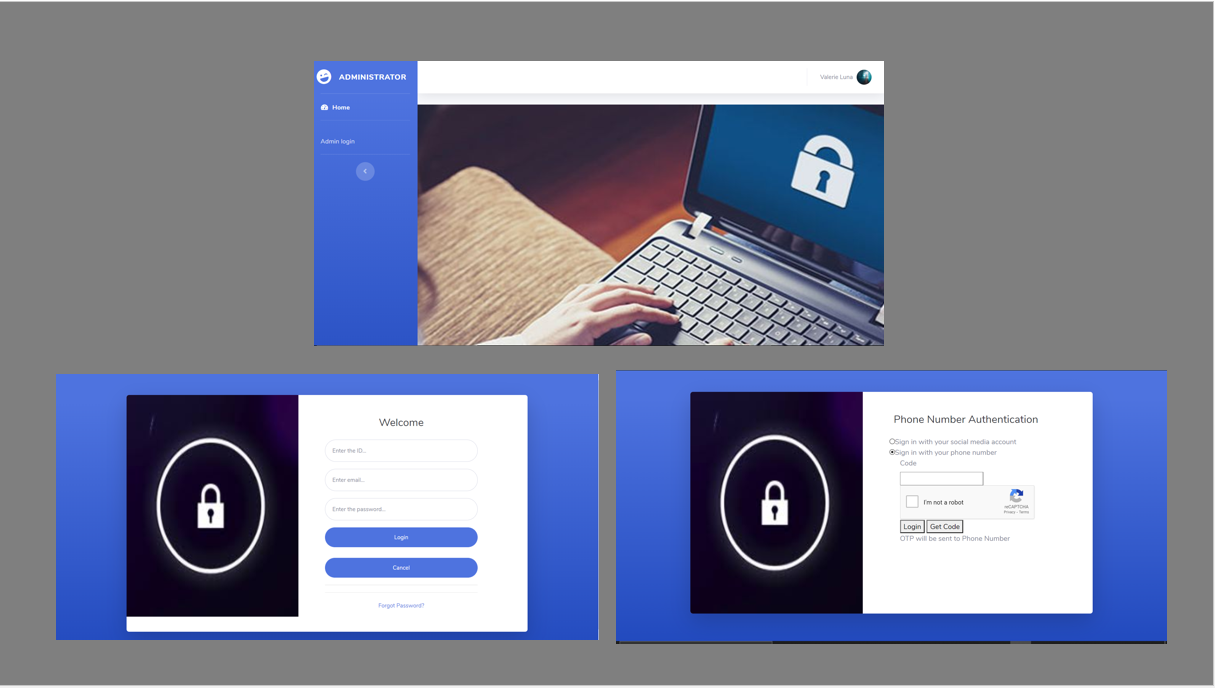 ADMINISTRATOR
Valerie Luna
Home
Admin login
Welcome
Enter the ID...
Enter email...
Enter the password...
Login
Cancel
Forgot Password?
Phone Number Authentication
Sign in with your social media account
Sign in with your phone number
Code
I'm not a robot
reCAPTCHA
Privacy - Terms
Login Get Code
OTP will be sent to Phone Number